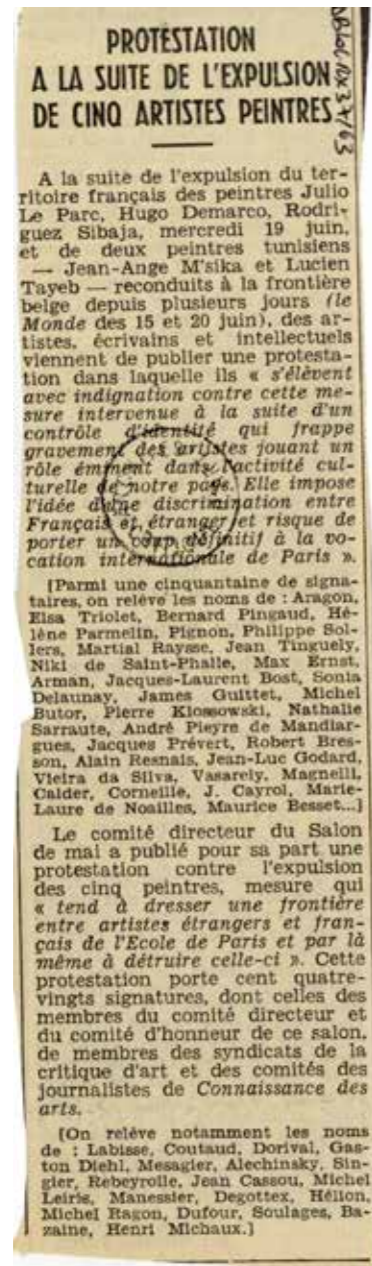 PROTESTATION
A LA SUITE DE L'EXPULSION
DE CINQ ARTISTES PEINTRES
A la suite de l'expulsion du ter-
ritoire français des peintres Julio
Le Parc, Hugo Demarco, Rodri-
guez Sibaja, mercredi 19 juin,
et de deux peintres tunisiens
— Jean-Ange M'sika et Lucien
Tayeb — reconduits à la frontière
belge depuis plusieurs jours (le
Monde des 15 et 20 juin), des ar-
tistes, écrivains et intellectuels
viennent de publier une protesta-
tion dans laquelle ils « s'élèvent
avec indignation contre cette me-
sure intervenue à la suite d'un
contrôle d'identité qui frappe
gravement des artistes jouant un
rôle éminent dans l'activité cul-
turelle de notre pays. Elle impose
l'idée d'une discrimination entre
Français et étranger et risque de
porter un coup définitif à la vo-
cation internationale de Paris ».
[Parmi une cinquantaine de signa-
taires, on relève les noms de : Aragon,
Elsa Triolet, Bernard Pingaud, Hé-
lène Parmelin, Pignon, Philippe Sol-
lers, Martial Raysse, Jean Tinguely,
Niki de Saint-Phalle, Max Ernst,
Arman, Jacques-Laurent Bost, Sonia
Delaunay, James Guittet, Michel
Butor, Pierre Klossowski, Nathalie
Sarraute, André Pieyre de Mandiar-
gues, Jacques Prévert, Robert Bres-
son, Alain Resnais, Jean-Luc Godard,
Vieira da Silva, Vasarely, Magnelli,
Calder, Corneille, J. Cayrol, Marie-
Laure de Noailles, Maurice Besset...]
Le comité directeur du Salon
de mai a publié pour sa part une
protestation contre l'expulsion
des cinq peintres, mesure qui
« tend à dresser une frontière
entre artistes étrangers et fran-
çais de l'Ecole de Paris et par là
même à détruire celle-ci ». Cette
protestation porte cent quatre-
vingts signatures, dont celles des
membres du comité directeur et
du comité d'honneur de ce salon,
de membres des syndicats de la
critique d'art et des comités des
journalistes de Connaissance des
arts.
[On relève notamment les noms
de : Labisse, Coutaud, Dorival, Gas-
ton Diehl, Mesagier, Alechinsky, Sin-
gier, Rebeyrolle, Jean Cassou, Michel
Leiris, Manessier, Degottex, Hélion,
Michel Ragon, Dufour, Soulages, Ba-
zaine, Henri Michaux.]